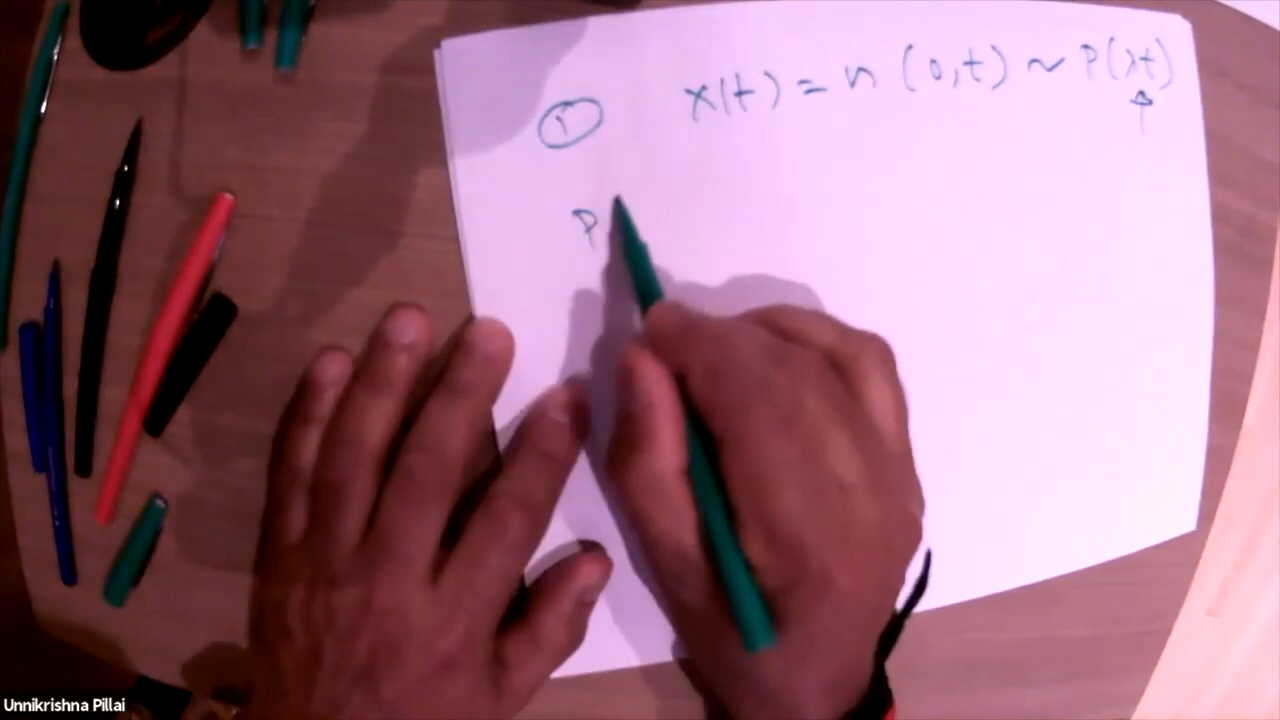 ① X(t) = n (0,t) ~ P(λt)
↑
P
Unnikrishna Pillai